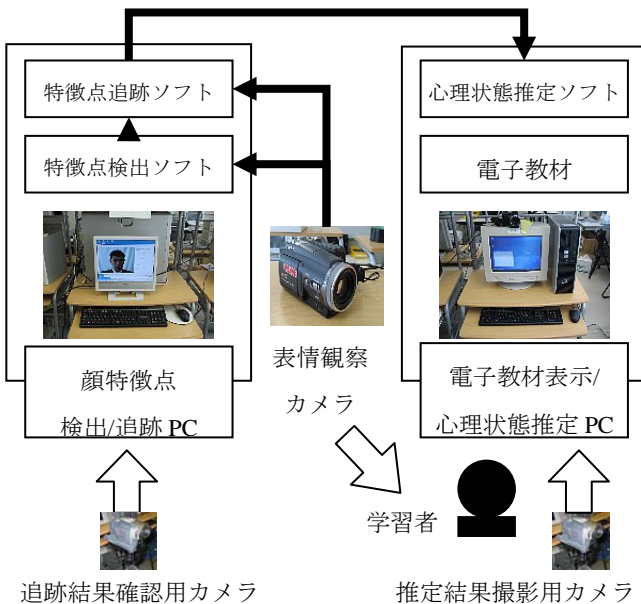 特徴点追跡ソフト
特徴点検出ソフト
顔特徴点
検出/追跡 PC
追跡結果確認用カメラ
表情観察
カメラ
学習者
心理状態推定ソフト
電子教材
電子教材表示/
心理状態推定 PC
推定結果撮影用カメラ